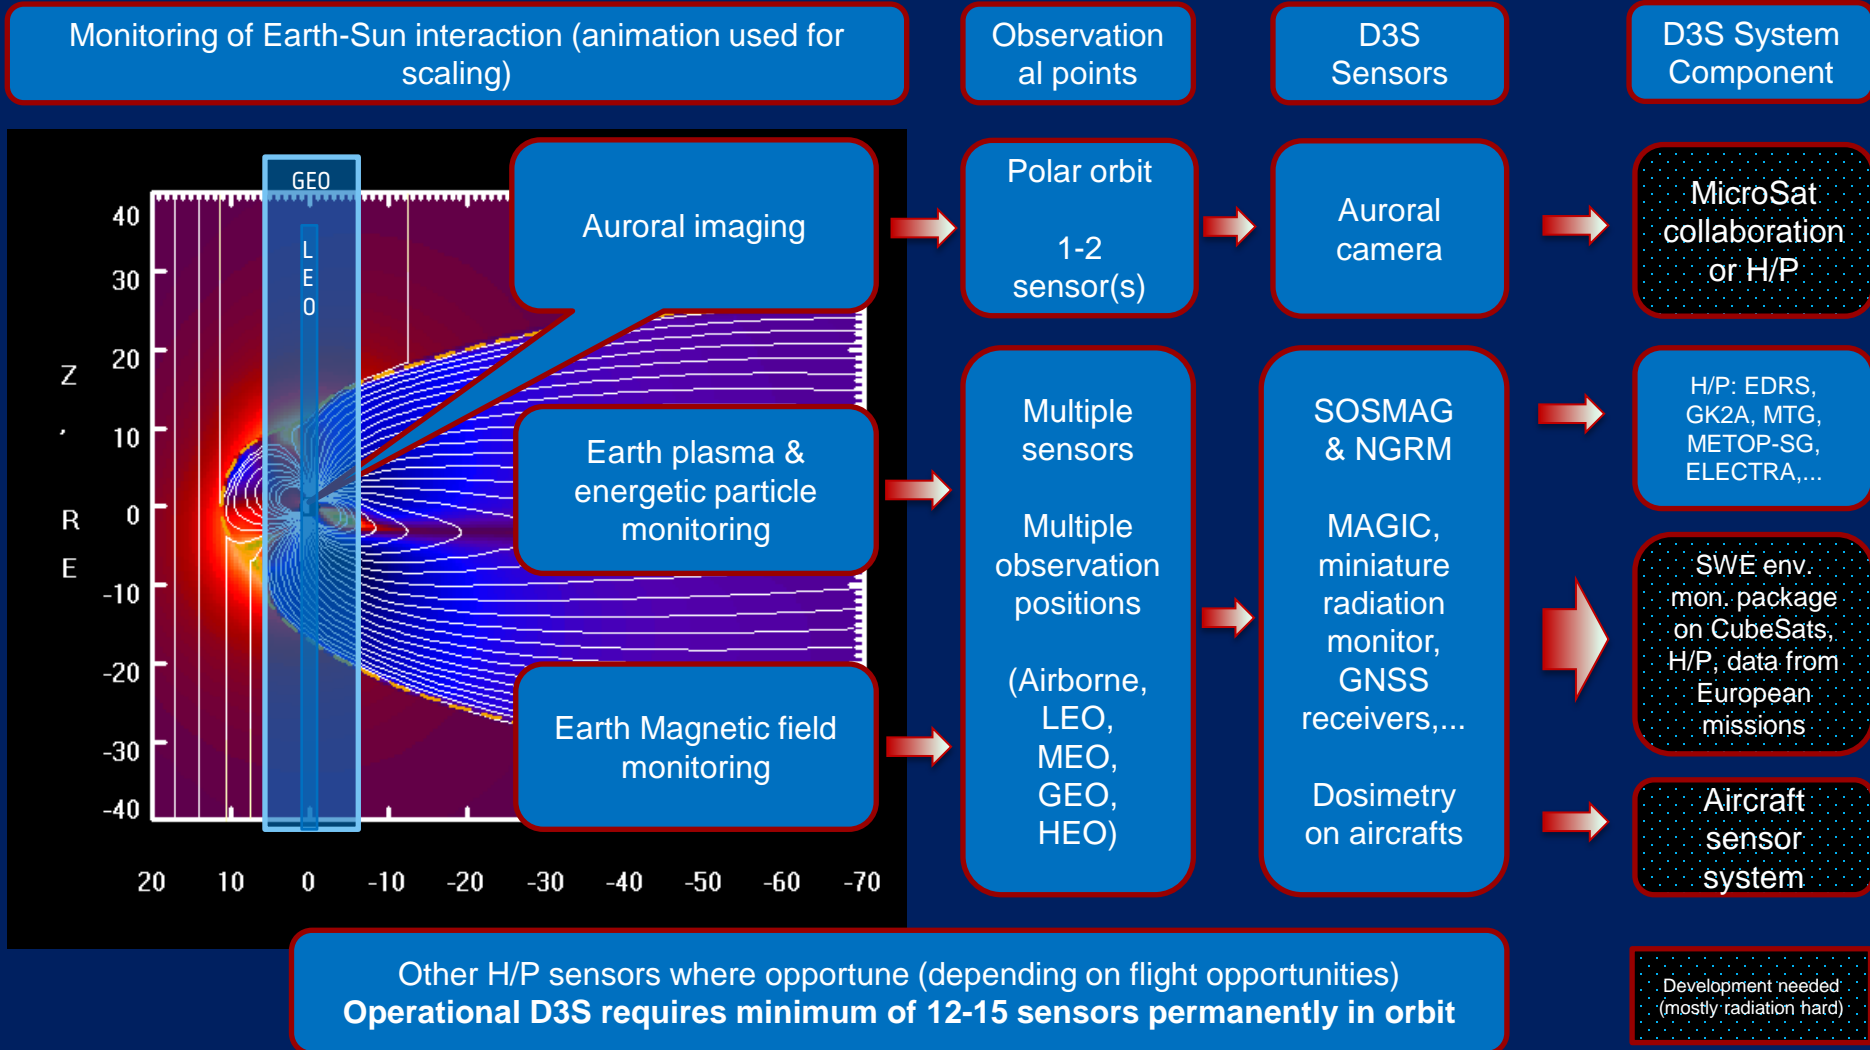 Monitoring of Earth-Sun interaction (animation used for
scaling)
Observation
al points
D3S
Sensors
D3S System
Component
GEO
L
E
O
40
30
20
10
0
-10
-20
-30
-40
Z
,
R
E
20
10
0
-10
-20
-30
-40
-50
-60
-70
Auroral imaging
Earth plasma &
energetic particle
monitoring
Earth Magnetic field
monitoring
Polar orbit
1-2
sensor(s)
Multiple
sensors
Multiple
observation
positions
(Airborne,
LEO,
MEO,
GEO,
HEO)
Auroral
camera
SOSMAG
& NGRM
MAGIC,
miniature
radiation
monitor,
GNSS
receivers,...
Dosimetry
on aircrafts
MicroSat
collaboration
or H/P
H/P: EDRS,
GK2A, MTG,
METOP-SG,
ELECTRA,...
SWE env.
mon. package
on CubeSats,
H/P, data from
European
missions
Aircraft
sensor
system
Other H/P sensors where opportune (depending on flight opportunities)
Operational D3S requires minimum of 12-15 sensors permanently in orbit
Development needed
(mostly radiation hard)